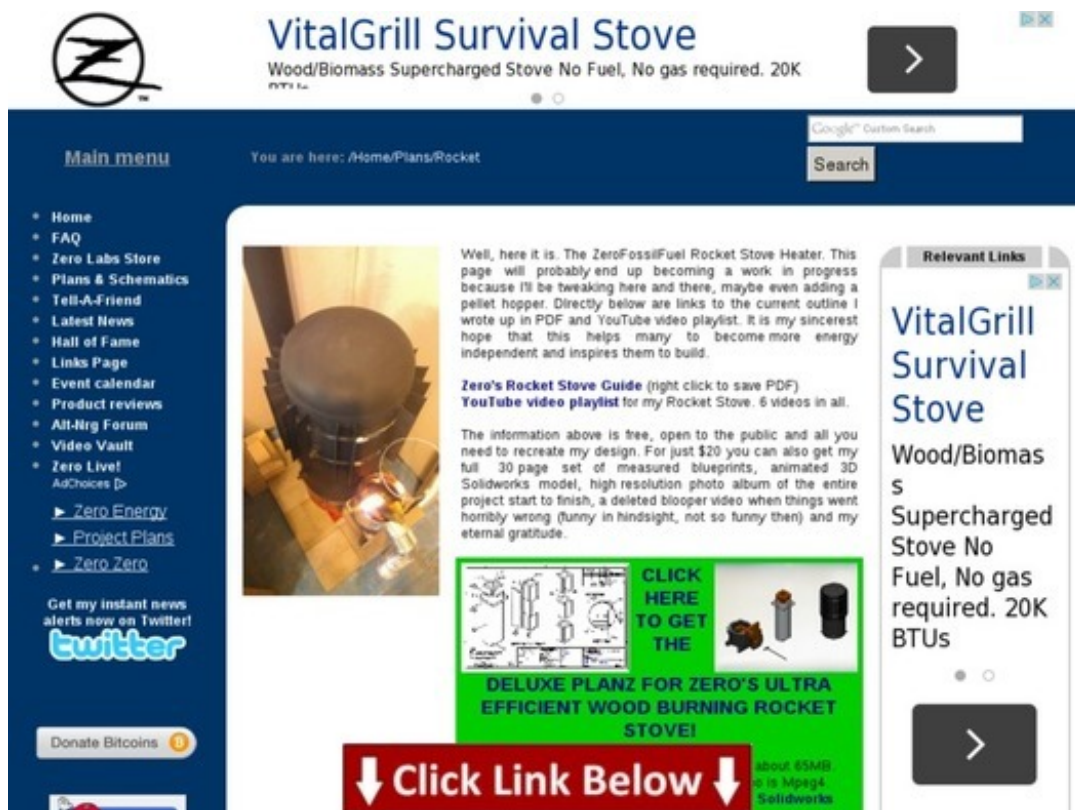 VitalGrill Survival Stove
Wood/Biomass Supercharged Stove No Fuel, No gas required. 20K
BTUs
Z
TM
Google™ Custom Search
Search
Main menu
You are here: /Home/Plans/Rocket
Home
FAQ
Zero Labs Store
Plans & Schematics
Tell-A-Friend
Latest News
Hall of Fame
Links Page
Event calendar
Product reviews
Alt-Nrg Forum
Video Vault
Zero Live!
AdChoices
► Zero Energy
► Project Plans
► Zero Zero
Get my instant news
alerts now on Twitter!
twitter
Donate Bitcoins
Well, here it is. The ZeroFossilFuel Rocket Stove Heater. This
page will probably end up becoming a work in progress
because I'll be tweaking here and there, maybe even adding a
pellet hopper. Directly below are links to the current outline I
wrote up in PDF and YouTube video playlist. It is my sincerest
hope that this helps many to become more energy
independent and inspires them to build.
Zero's Rocket Stove Guide (right click to save PDF)
YouTube video playlist for my Rocket Stove. 6 videos in all.
The information above is free, open to the public and all you
need to recreate my design. For just $20 you can also get my
full 30 page set of measured blueprints, animated 3D
Solidworks model, high resolution photo album of the entire
project start to finish, a deleted blooper video when things went
horribly wrong (funny in hindsight, not so funny then) and my
eternal gratitude.
CLICK
HERE
TO GET
THE
DELUXE PLANZ FOR ZERO'S ULTRA
EFFICIENT WOOD BURNING ROCKET
STOVE!
about 65MB.
is Mpeg4.
Solidworks
Click Link Below
Relevant Links
VitalGrill
Survival
Stove
Wood/Biomas
s
Supercharged
Stove No
Fuel, No gas
required. 20K
BTUs